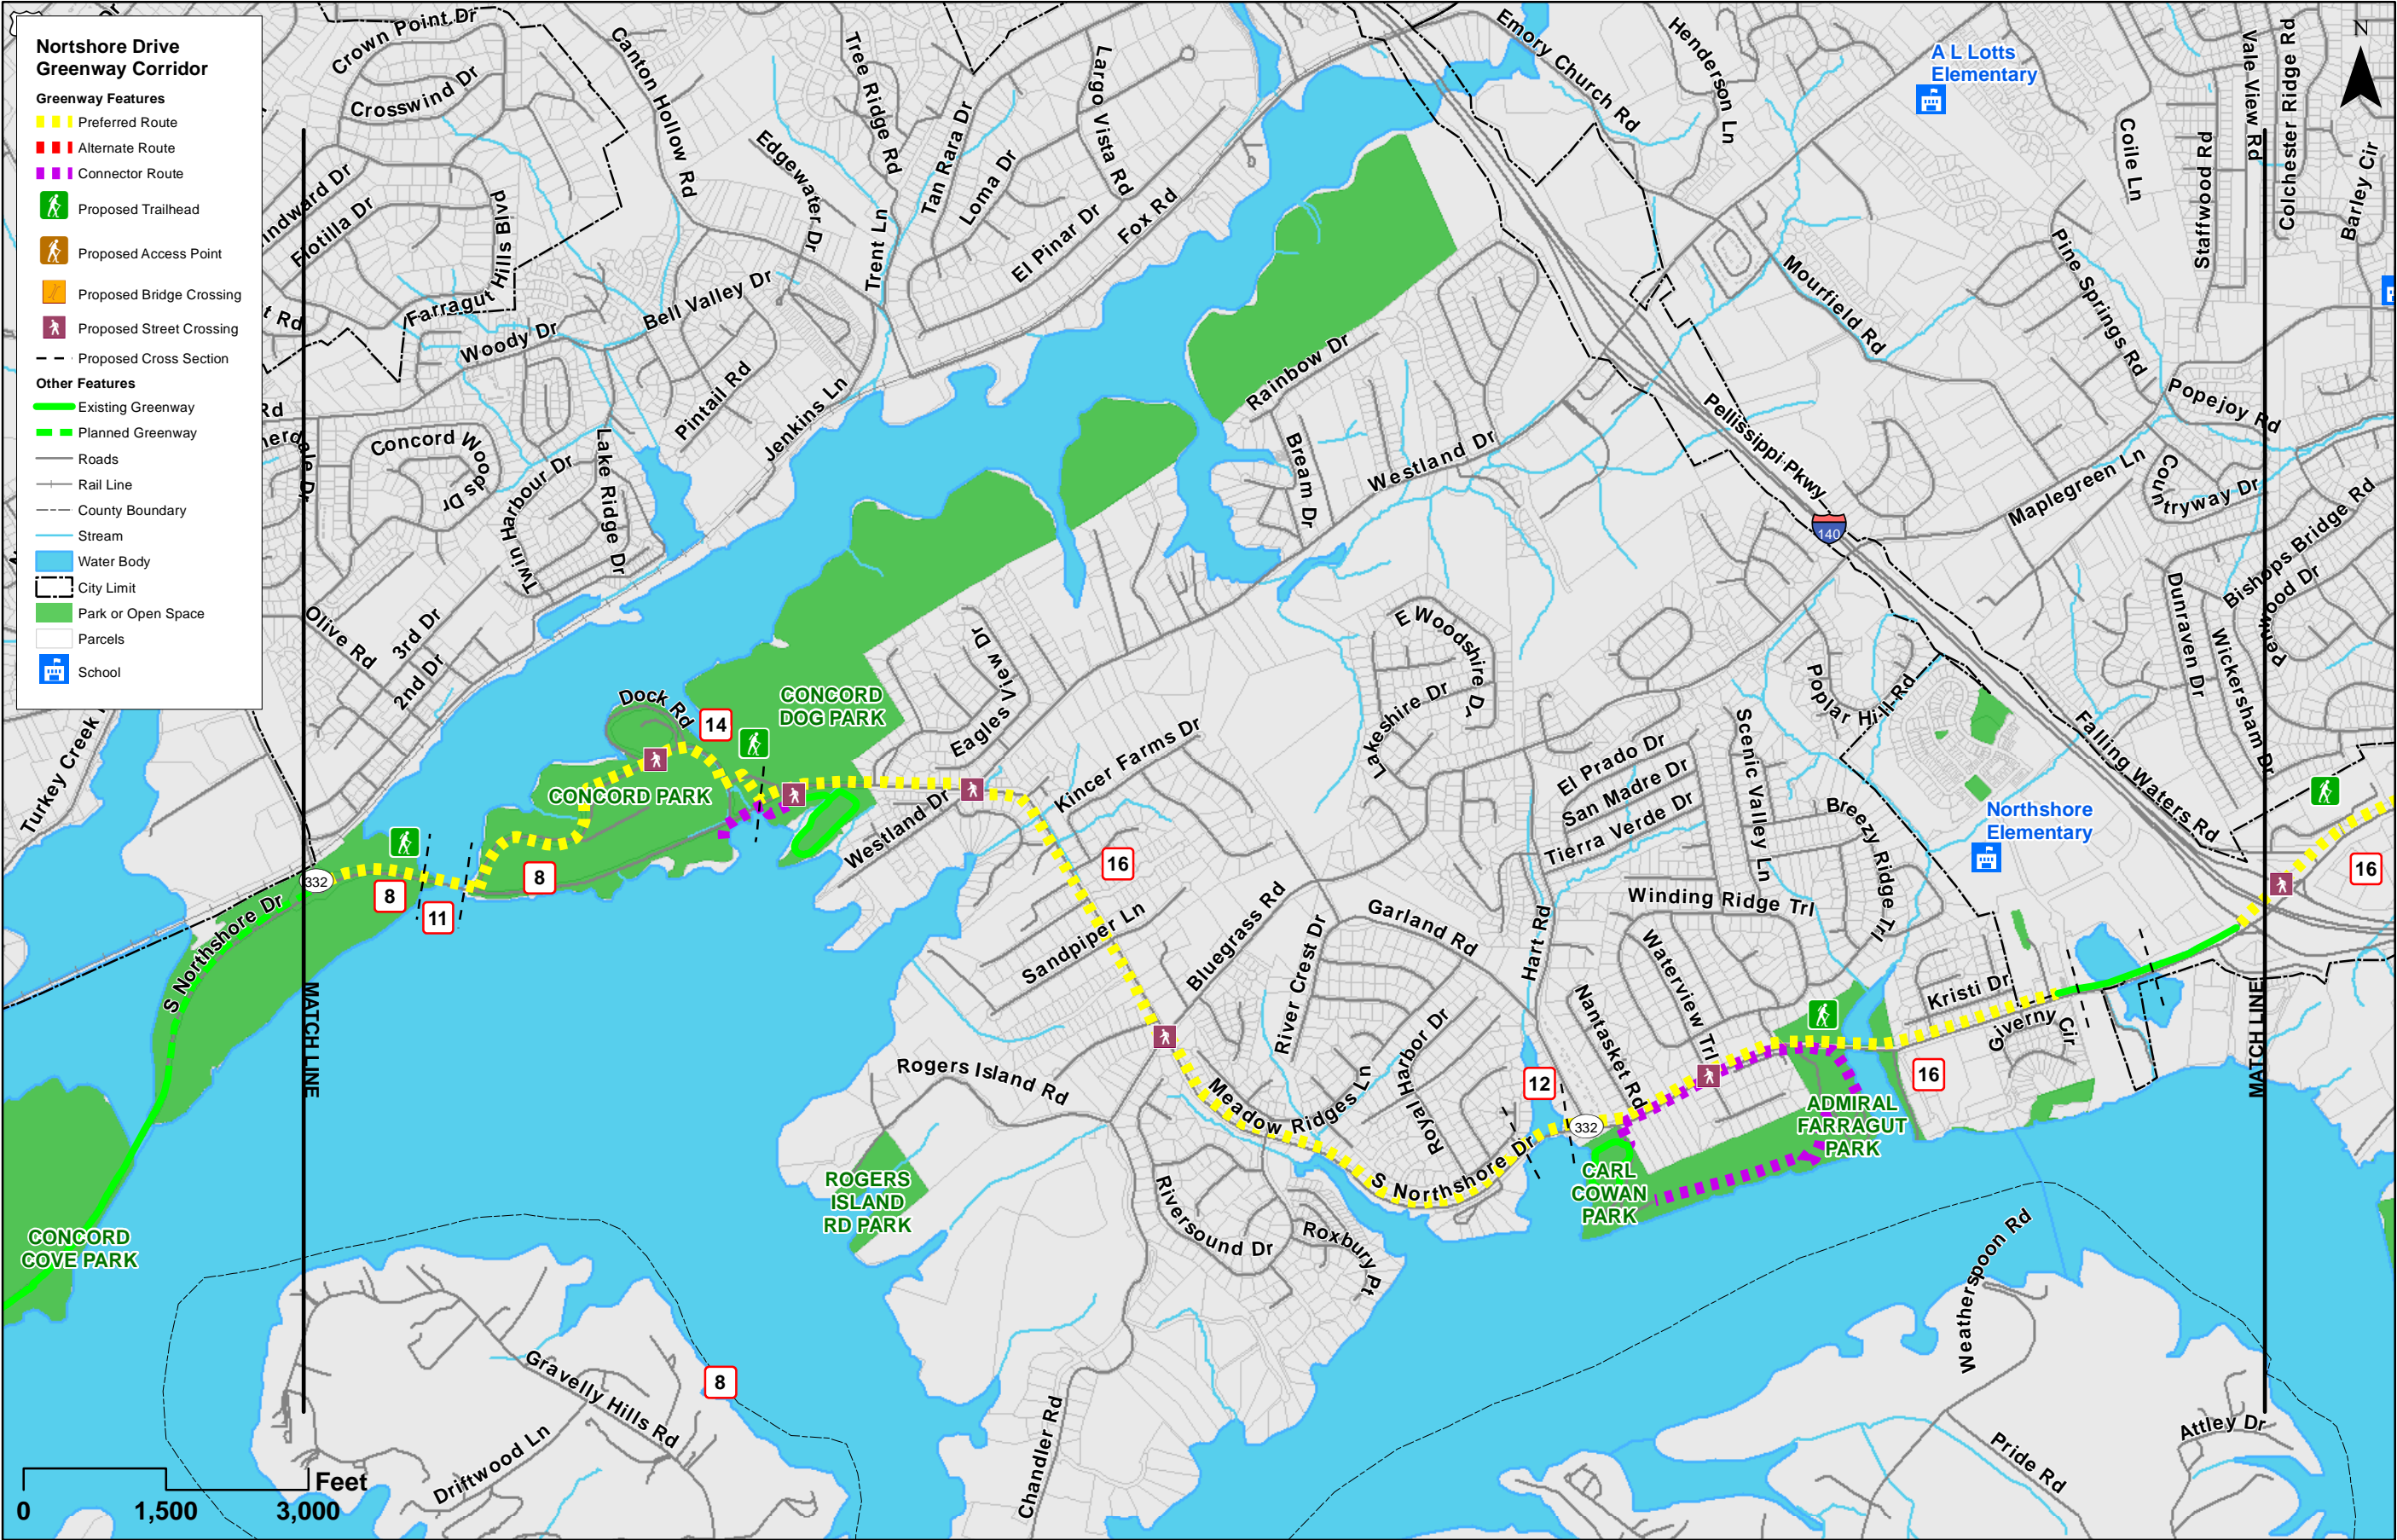 Nortshore Drive
Greenway Corridor
Greenway Features
Preferred Route
Alternate Route
Connector Route
Proposed Trailhead
Proposed Access Point
Proposed Bridge Crossing
Proposed Street Crossing
Proposed Cross Section
Other Features
Existing Greenway
Planned Greenway
Roads
Rail Line
County Boundary
Stream
Water Body
City Limit
Park or Open Space
Parcels
School
Crown Point Dr
Crosswind Dr
Flotilla Dr
Farragut Hills Blvd
Canton Hollow Rd
Edgewater Dr
Tree Ridge Rd
Trent Ln
Tan Rara Dr
Loma Dr
Largo Vista Rd
El Pinar Dr
Fox Rd
Emory Church Rd
Henderson Ln
A L Lotts
Elementary
Coile Ln
Staffwood Rd
Vale View Rd
Colchester Ridge Rd
Barley Cir
N
Woody Dr
Bell Valley Dr
Pintail Rd
Jenkins Ln
Rd
Concord Woods Dr
Twin Harbour Dr
Lake Ridge Dr
Olive Rd
3rd Dr
2nd Dr
Turkey Creek
Rainbow Dr
Bream Dr
Westland Dr
Mourfield Rd
Pine Springs Rd
Popejoy Rd
Pellissippi Pkwy
140
Maplegreen Ln
Countryway Dr
Bishops Bridge Rd
Dunraven Dr
Wickersham Dr
Falling Waters Rd
Poplar Hill Rd
E Woodshire Dr
Lakeshire Dr
Eagles View Dr
Dock Rd
14
CONCORD
DOG PARK
CONCORD PARK
Westland Dr
Kincer Farms Dr
El Prado Dr
San Madre Dr
Tierra Verde Dr
Scenic Valley Ln
Breezy Ridge Trl
Northshore
Elementary
332
8
11
8
16
16
S Northshore Dr
Sandpiper Ln
Bluegrass Rd
River Crest Dr
Garland Rd
Hart Rd
Winding Ridge Trl
Waterview Trl
Nantasket Rd
Kristi Dr
Giverny Cir
16
MATCH LINE
MATCH LINE
Rogers Island Rd
Meadow Ridges Ln
Royal Harbor Dr
12
332
S Northshore Dr
ADMIRAL
FARRAGUT
PARK
CARL
COWAN
PARK
ROGERS
ISLAND
RD PARK
Riversound Dr
Roxbury Pt
CONCORD
COVE PARK
Weatherspoon Rd
Gravelly Hills Rd
8
Driftwood Ln
Chandler Rd
Pride Rd
Attley Dr
Feet
0 1,500 3,000